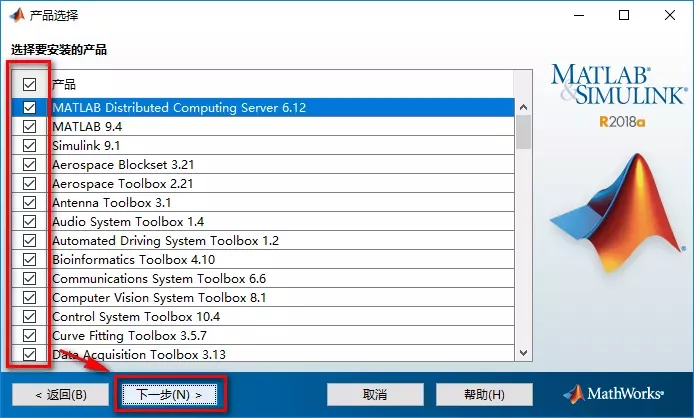 产品选择
选择要安装的产品
产品
MATLAB Distributed Computing Server 6.12
MATLAB 9.4
Simulink 9.1
Aerospace Blockset 3.21
Aerospace Toolbox 2.21
Antenna Toolbox 3.1
Audio System Toolbox 1.4
Automated Driving System Toolbox 1.2
Bioinformatics Toolbox 4.10
Communications System Toolbox 6.6
Computer Vision System Toolbox 8.1
Control System Toolbox 10.4
Curve Fitting Toolbox 3.5.7
Data Acquisition Toolbox 3.13
MATLAB®
&SIMULINK®
R2018a
< 返回(B)
下一步(N) >
取消
帮助(H)
MathWorks®